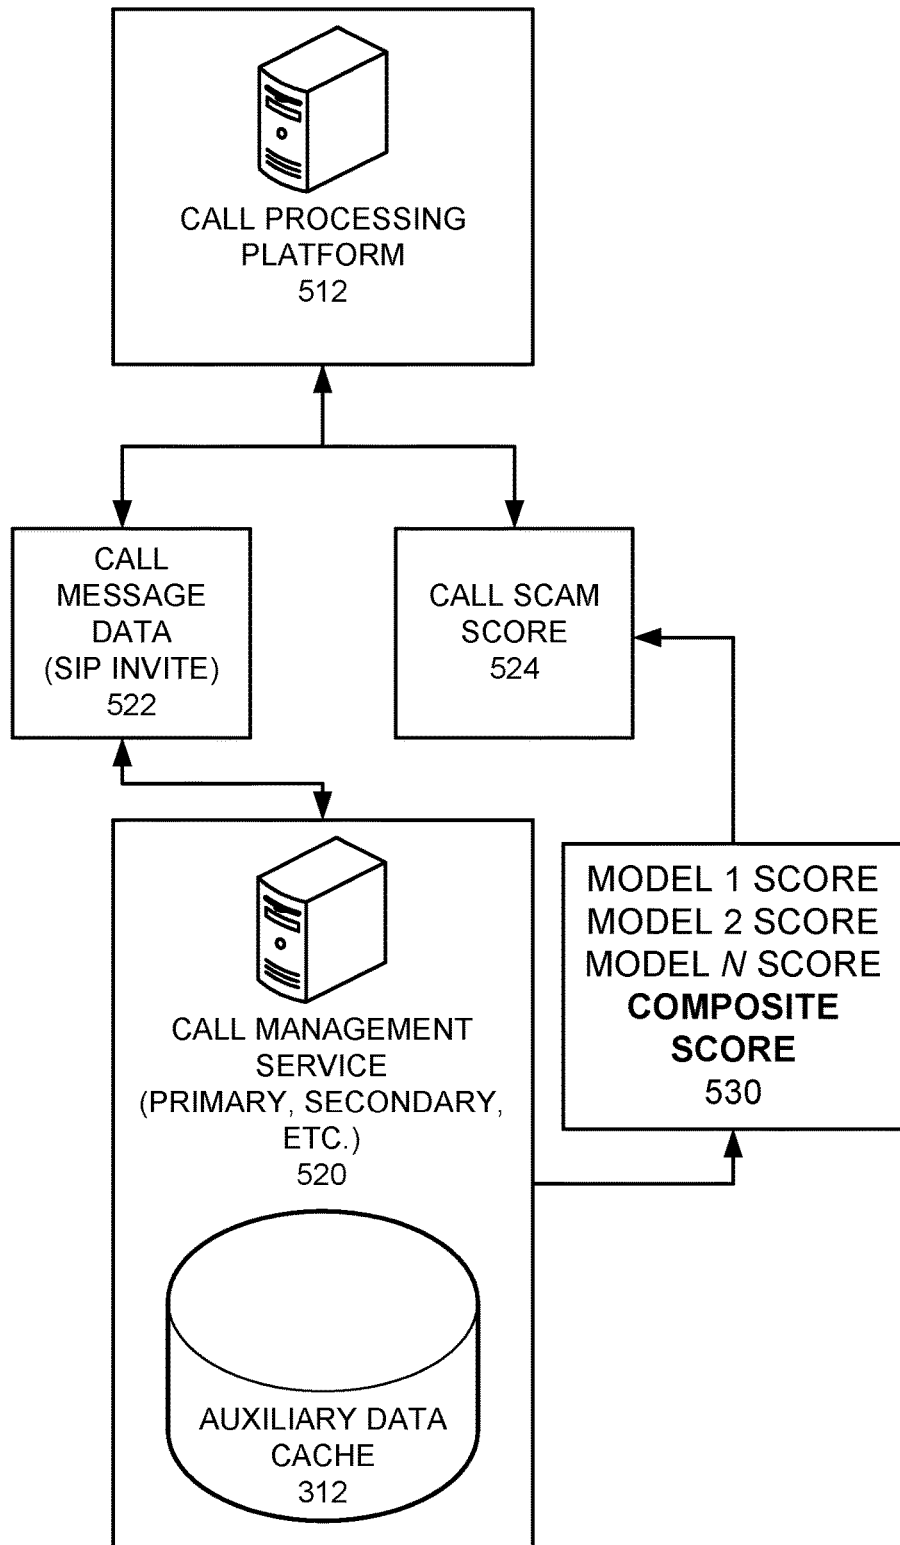 CALL PROCESSING
PLATFORM
512
CALL
MESSAGE
DATA
(SIP INVITE)
522
CALL SCAM
SCORE
524
CALL MANAGEMENT
SERVICE
(PRIMARY, SECONDARY,
ETC.)
520
MODEL 1 SCORE
MODEL 2 SCORE
MODEL N SCORE
COMPOSITE
SCORE
530
AUXILIARY DATA
CACHE
312